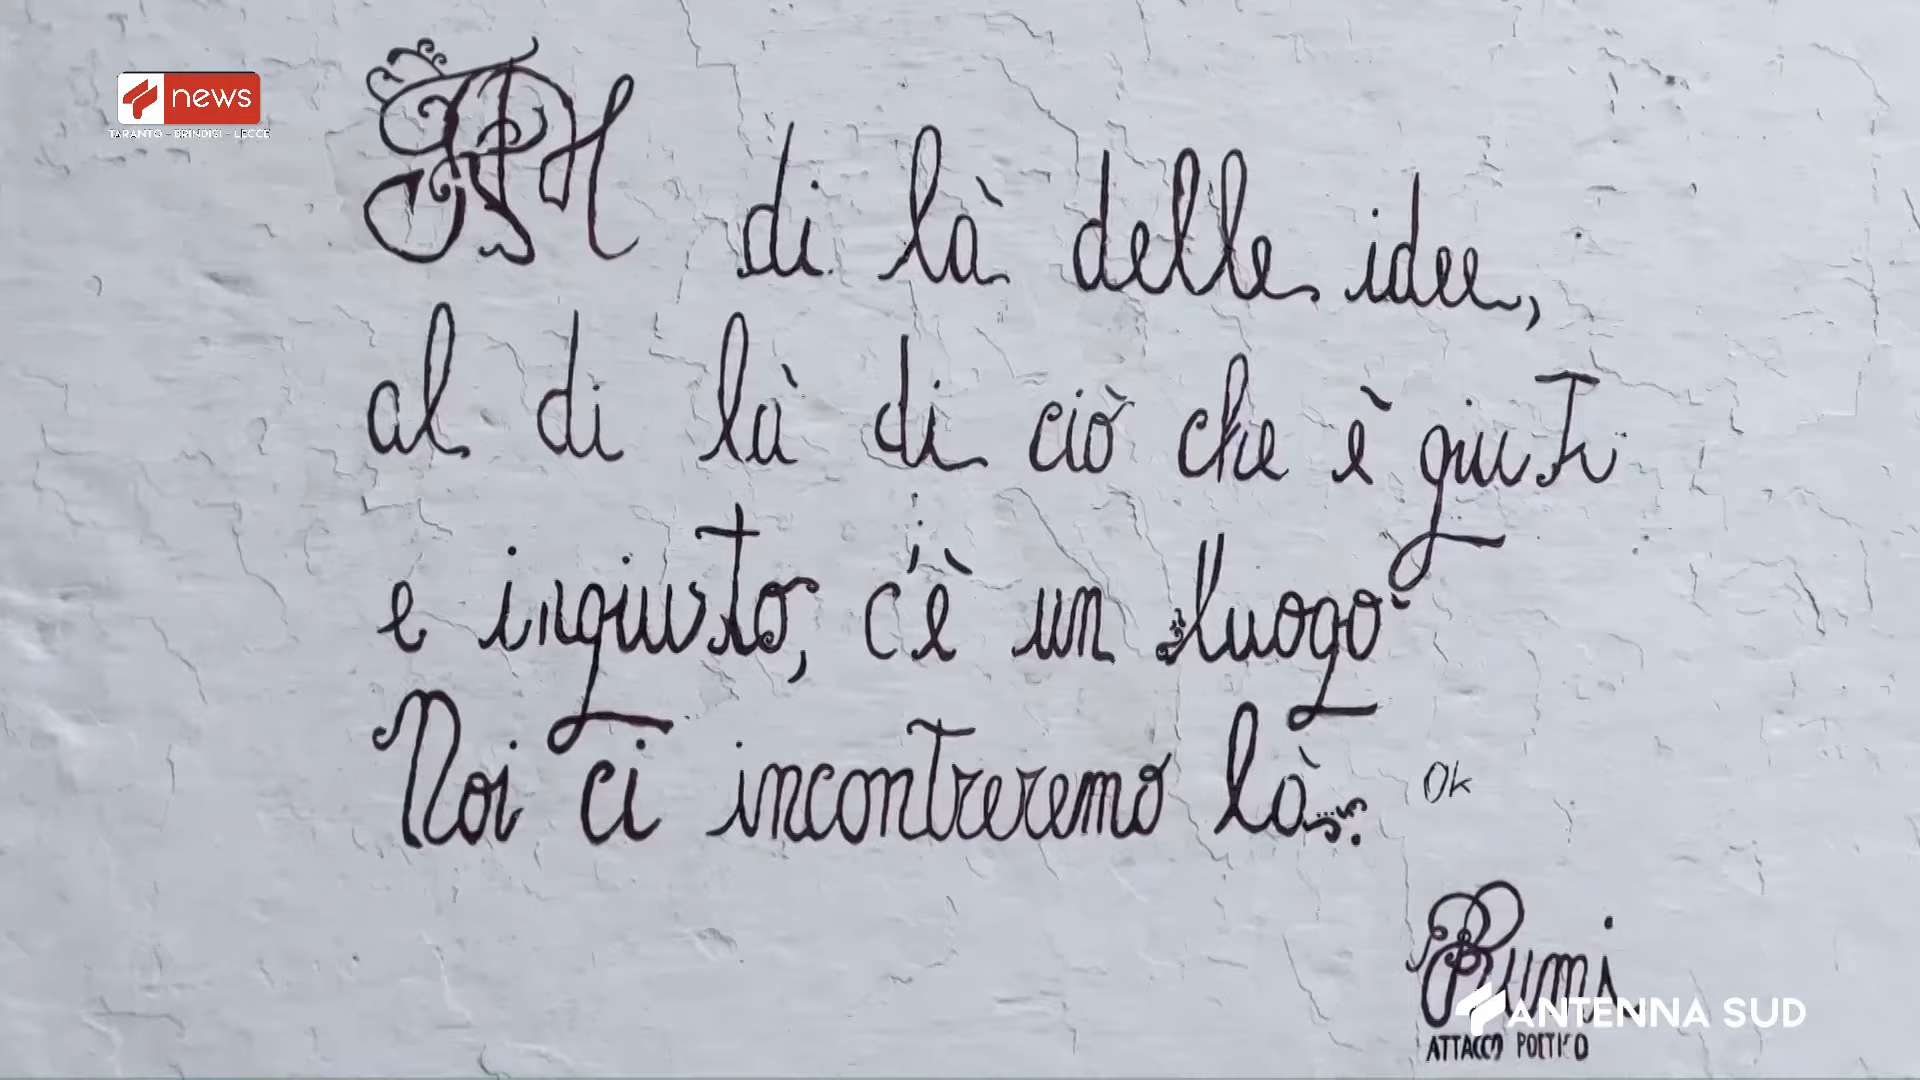 news
TARANTO - BRINDISI - LECCE
Al di là delle idee,
al di là di ciò che è giusto
e ingiusto, c'è un luogo
Noi ci incontreremo là...
Ok
Rumi
ANTENNA SUD
ATTACCO POETICO